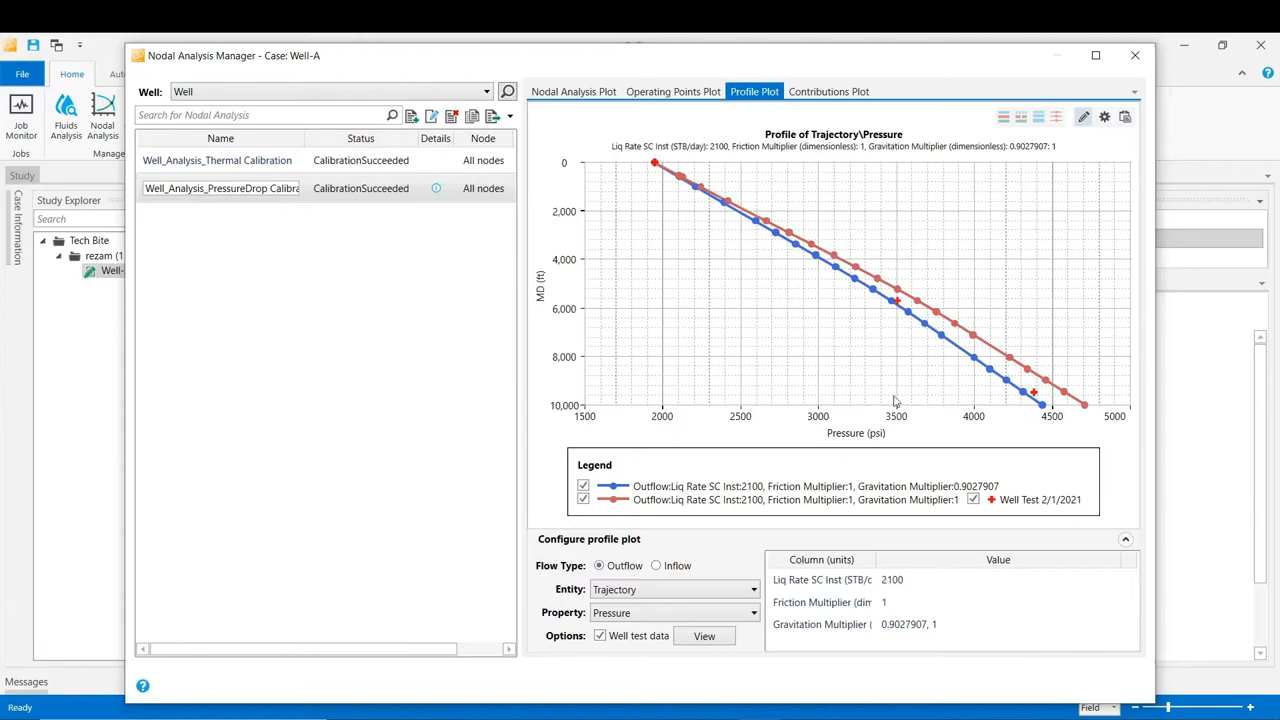 Nodal Analysis Manager - Case: Well-A
File
Home
Job Monitor
Fluids Analysis
Nodal Analysis
Jobs
Manage
Study
Case Information
Study Explorer
Search
Tech Bite
rezam (1
Well-
Messages
Ready
Field
Well:
Well
Search for Nodal Analysis
Name Status Details Node
Well_Analysis_Thermal Calibration CalibrationSucceeded All nodes
Well_Analysis_PressureDrop Calibra CalibrationSucceeded All nodes
Nodal Analysis Plot Operating Points Plot Profile Plot Contributions Plot
Profile of Trajectory\Pressure
Liq Rate SC Inst (STB/day): 2100, Friction Multiplier (dimensionless): 1, Gravitation Multiplier (dimensionless): 0.9027907: 1
0
2,000
4,000
6,000
8,000
10,000
MD (ft)
1500 2000 2500 3000 3500 4000 4500 5000
Pressure (psi)
Legend
Outflow:Liq Rate SC Inst:2100, Friction Multiplier:1, Gravitation Multiplier:0.9027907
Outflow:Liq Rate SC Inst:2100, Friction Multiplier:1, Gravitation Multiplier:1
Well Test 2/1/2021
Configure profile plot
Flow Type: Outflow Inflow
Entity: Trajectory
Property: Pressure
Options: Well test data View
Column (units) Value
Liq Rate SC Inst (STB/c 2100
Friction Multiplier (dim 1
Gravitation Multiplier ( 0.9027907, 1